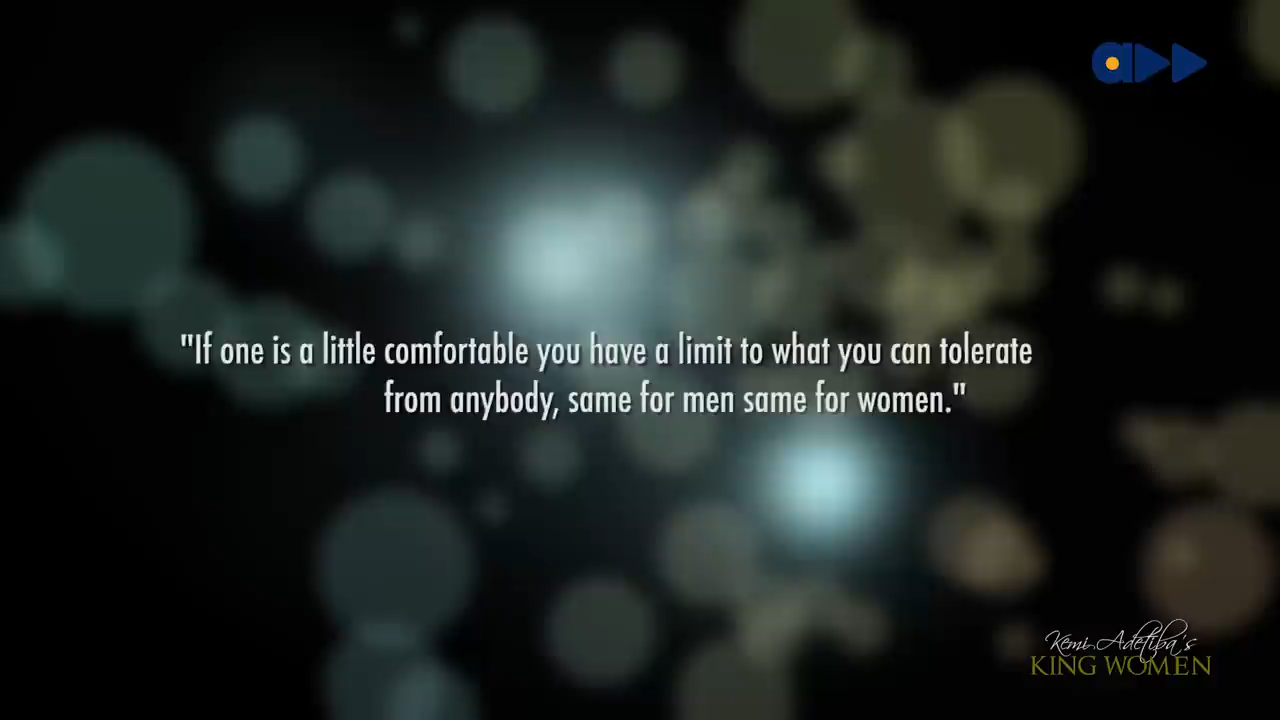 "If one is a little comfortable you have a limit to what you can tolerate
from anybody, same for men same for women."
Kemi Adetiba's
KING WOMEN